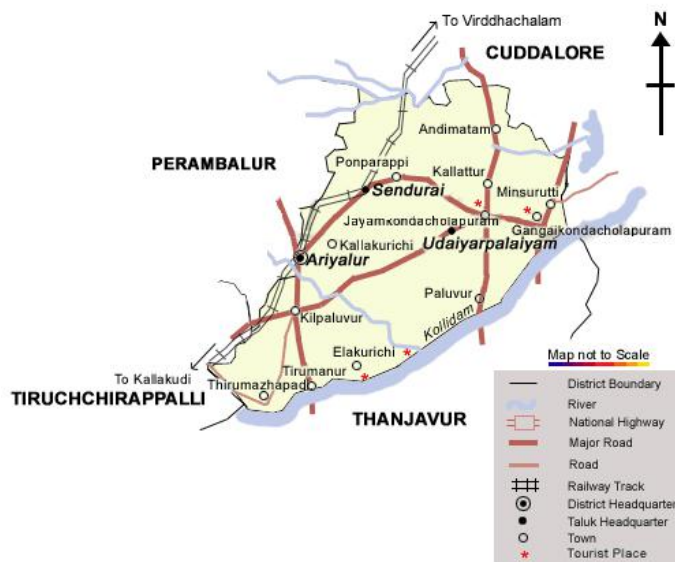 To Virddhachalam
N
CUDDALORE
Andimatam
PERAMBALUR
Ponparappi
Kallattur
Sendurai
Minsurutti
Jayamkondacholapuram
Gangaikondacholapuram
Kallakurichi
Udaiyarpalaiyam
Ariyalur
Paluvur
Kilpaluvur
Koilidam
Elakurichi
Map not to Scale
To Kallakudi
Tirumanur
Thirumazhapadi
TIRUCHCHIRAPPALLI
THANJAVUR
District Boundary
River
National Highway
Major Road
Road
Railway Track
District Headquarter
Taluk Headquarter
Town
Tourist Place